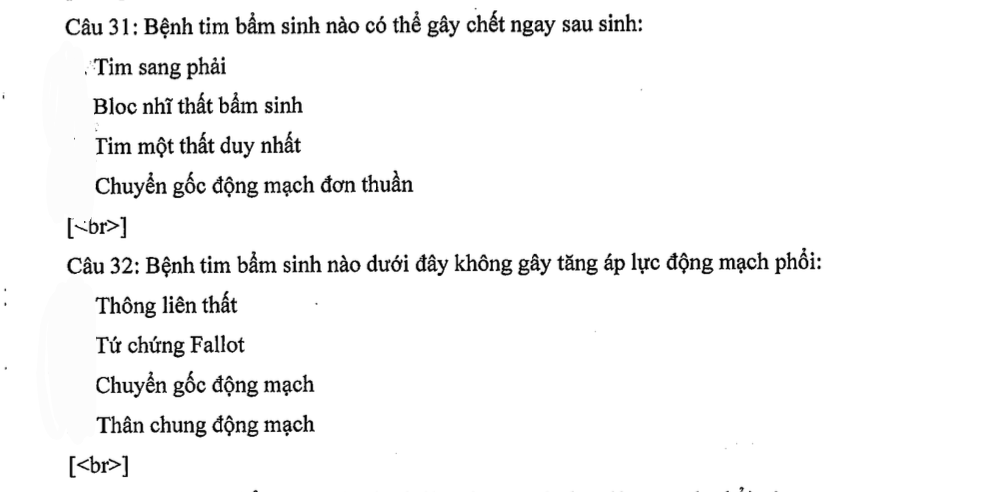 Câu 31: Bệnh tim bẩm sinh nào có thể gây chết ngay sau sinh:
Tim sang phải
Bloc nhĩ thất bẩm sinh
Tim một thất duy nhất
Chuyển gốc động mạch đơn thuần
[<br>]
Câu 32: Bệnh tim bẩm sinh nào dưới đây không gây tăng áp lực động mạch phổi:
Thông liên thất
Tứ chứng Fallot
Chuyển gốc động mạch
Thân chung động mạch
[<br>]